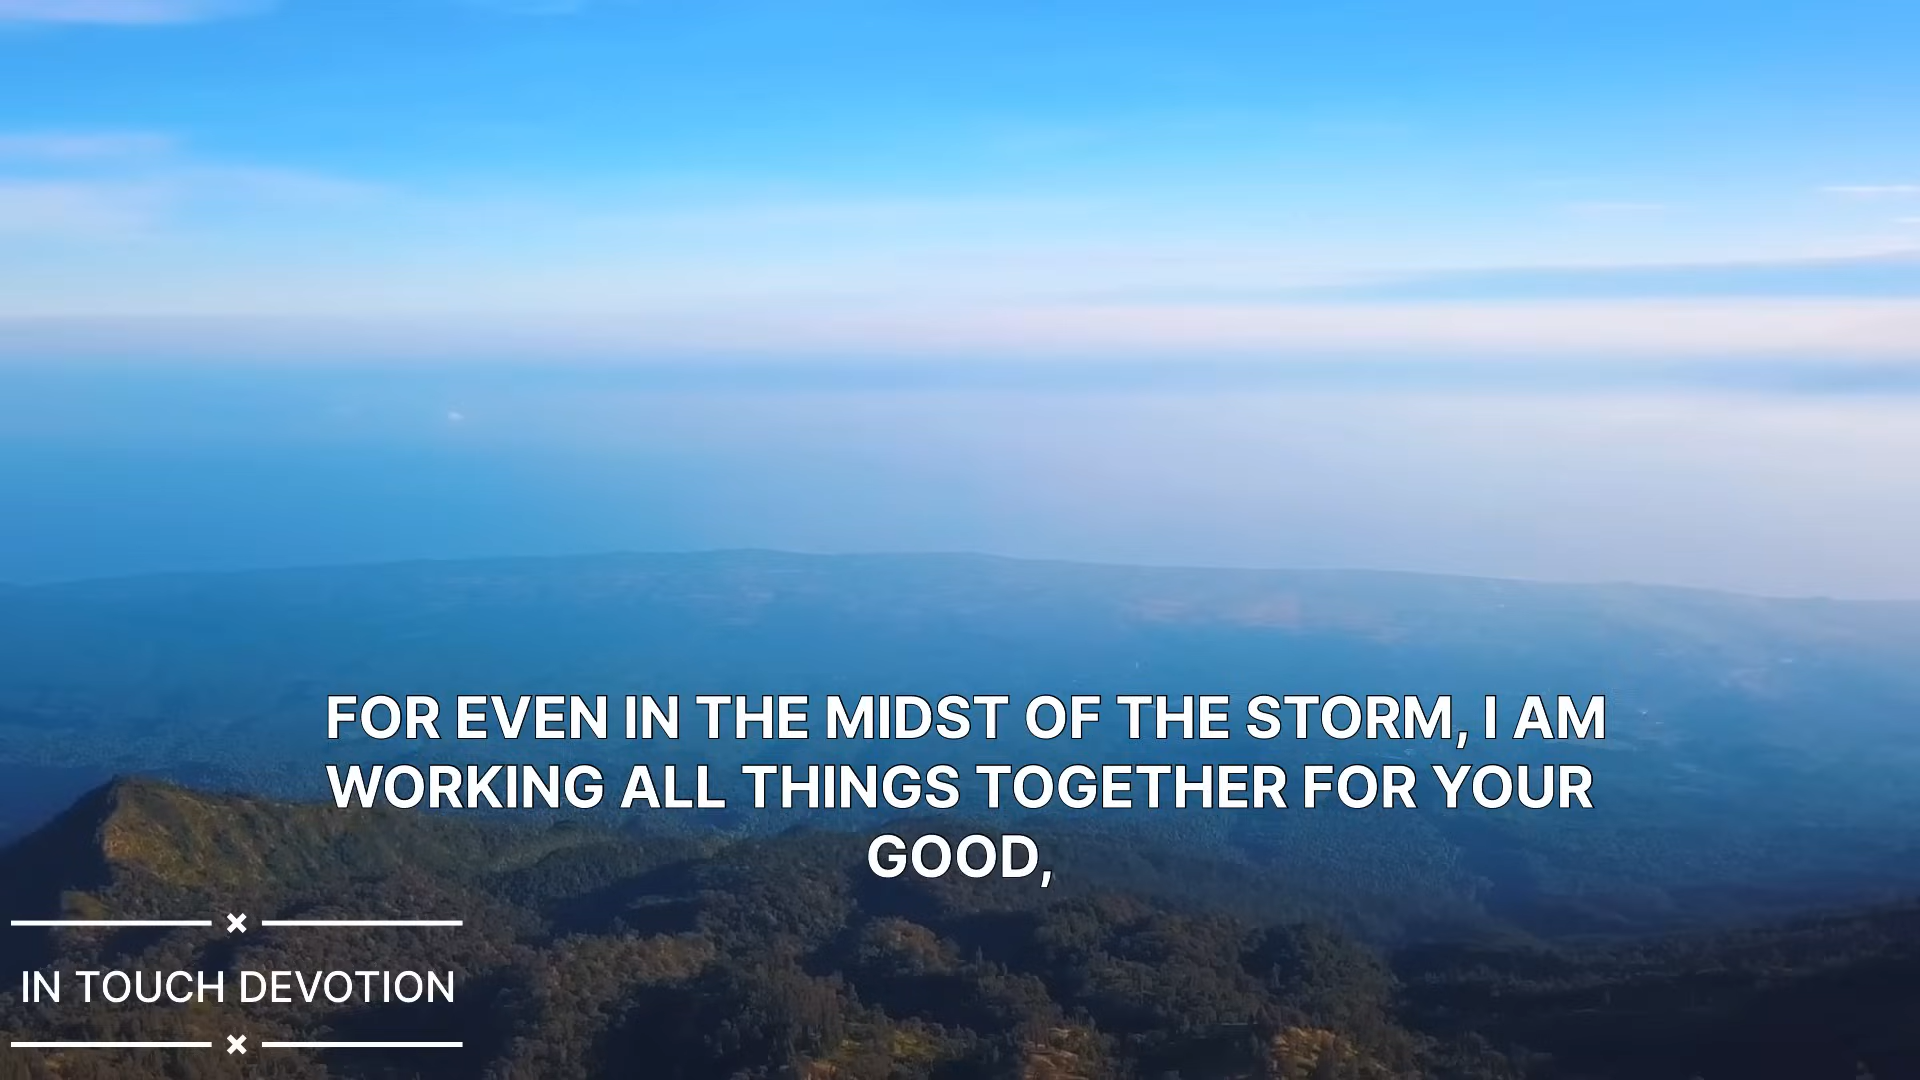 FOR EVEN IN THE MIDST OF THE STORM, I AM
WORKING ALL THINGS TOGETHER FOR YOUR
GOOD,
IN TOUCH DEVOTION